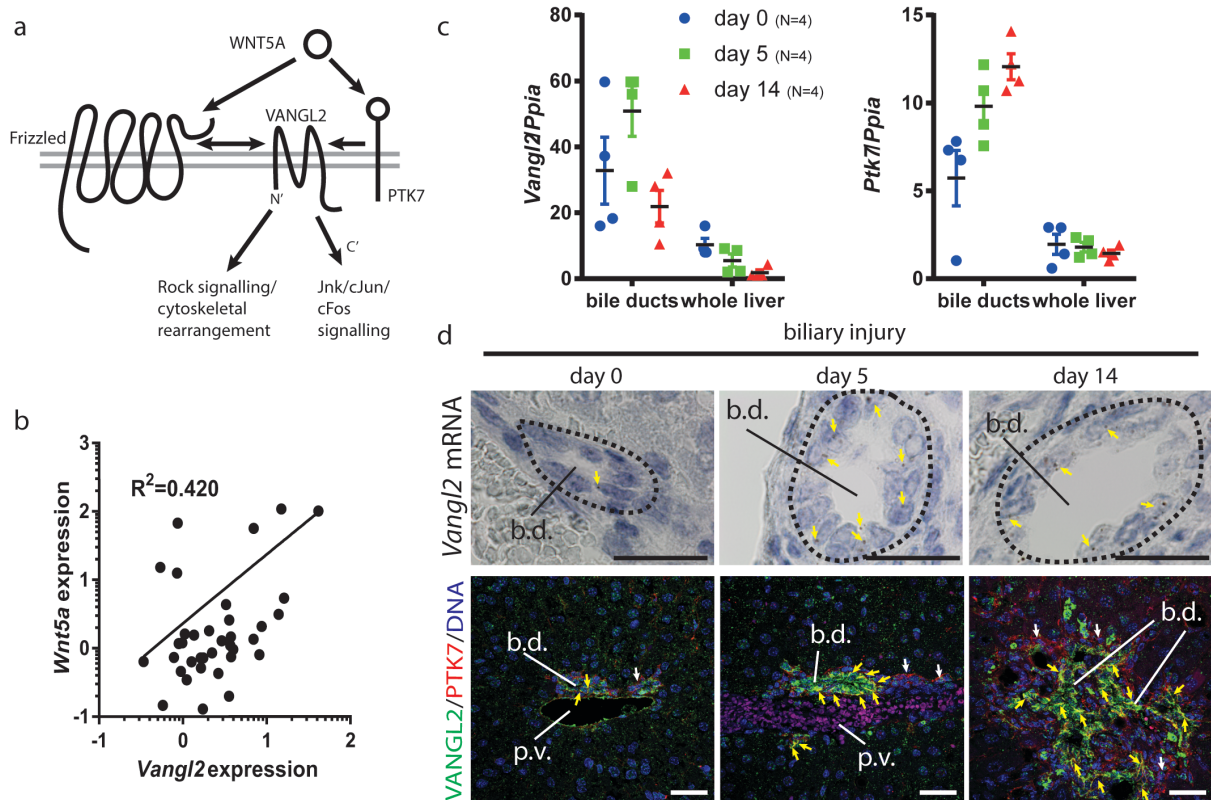 a
WNT5A
Frizzled
VANGL2
PTK7
N'
C'
Rock signalling/
cytoskeletal
rearrangement
Jnk/cJun/
cFos
signalling
b
Wnt5a expression
3
2
1
0
-1
R²=0.420
-1 0 1 2
Vangl2 expression
c
Vangl2/Ppia
80
60
40
20
0
bile ducts whole liver
day 0 (N=4)
day 5 (N=4)
day 14 (N=4)
Ptk7/Ppia
15
10
5
0
bile ducts whole liver
d
biliary injury
day 0 day 5 day 14
Vangl2 mRNA
b.d.
b.d.
b.d.
VANGL2/PTK7/DNA
b.d.
p.v.
b.d.
p.v.
b.d.